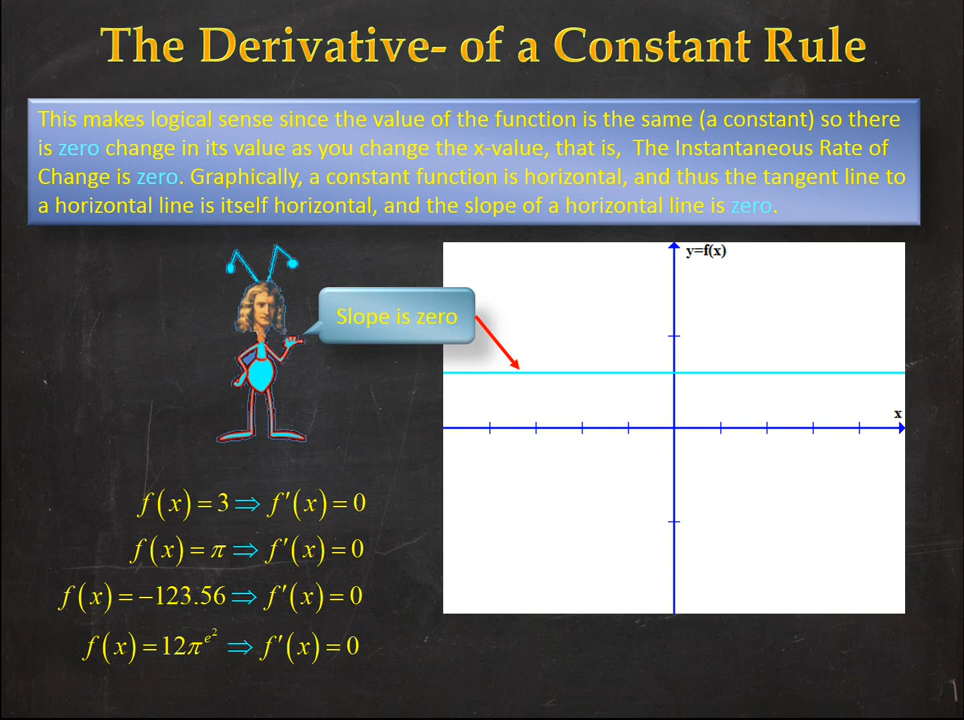 The Derivative- of a Constant Rule
This makes logical sense since the value of the function is the same (a constant) so there
is zero change in its value as you change the x-value, that is,  The Instantaneous Rate of
Change is zero. Graphically, a constant function is horizontal, and thus the tangent line to
a horizontal line is itself horizontal, and the slope of a horizontal line is zero.
y=f(x)
Slope is zero
x
f(x) = 3 ⇒ f′(x) = 0
f(x) = π ⇒ f′(x) = 0
f(x) = −123.56 ⇒ f′(x) = 0
f(x) = 12π^{e^2} ⇒ f′(x) = 0